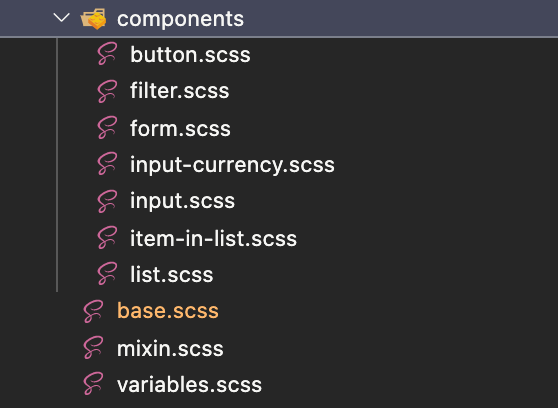 components
button.scss
filter.scss
form.scss
input-currency.scss
input.scss
item-in-list.scss
list.scss
base.scss
mixin.scss
variables.scss